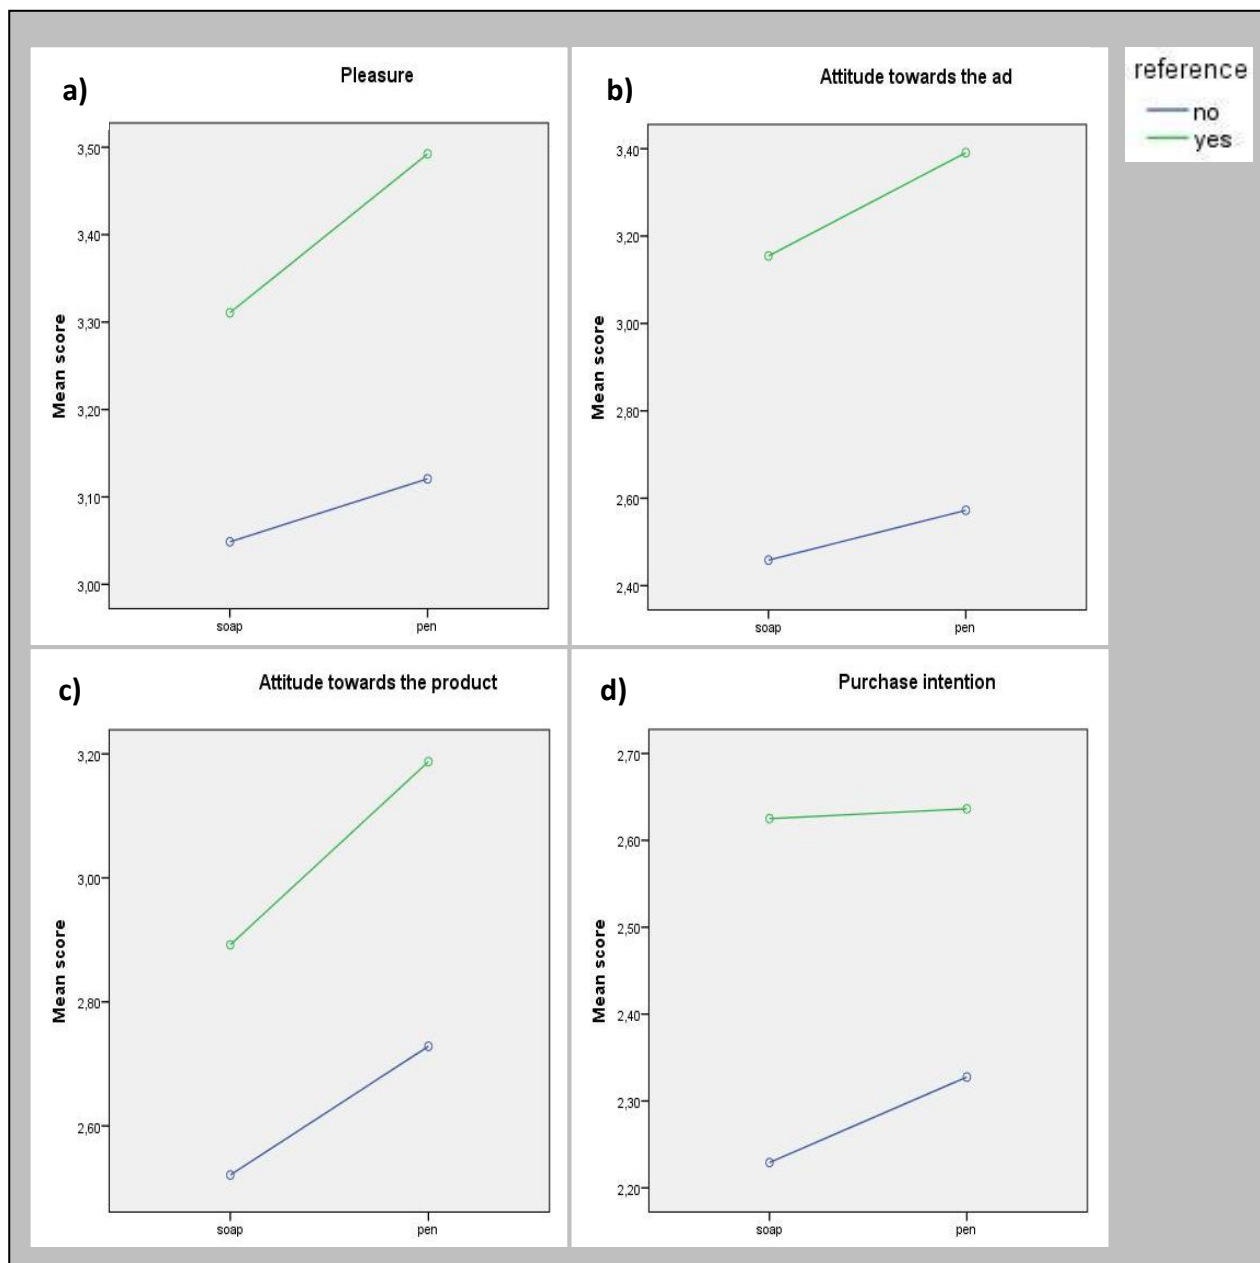 a)
Pleasure
3,50
3,40
3,30
3,20
3,10
3,00
Mean score
soap pen
b)
Attitude towards the ad
3,40
3,20
3,00
2,80
2,60
2,40
Mean score
soap pen
reference
no
yes
c)
Attitude towards the product
3,20
3,00
2,80
2,60
Mean score
soap pen
d)
Purchase intention
2,70
2,60
2,50
2,40
2,30
2,20
Mean score
soap pen